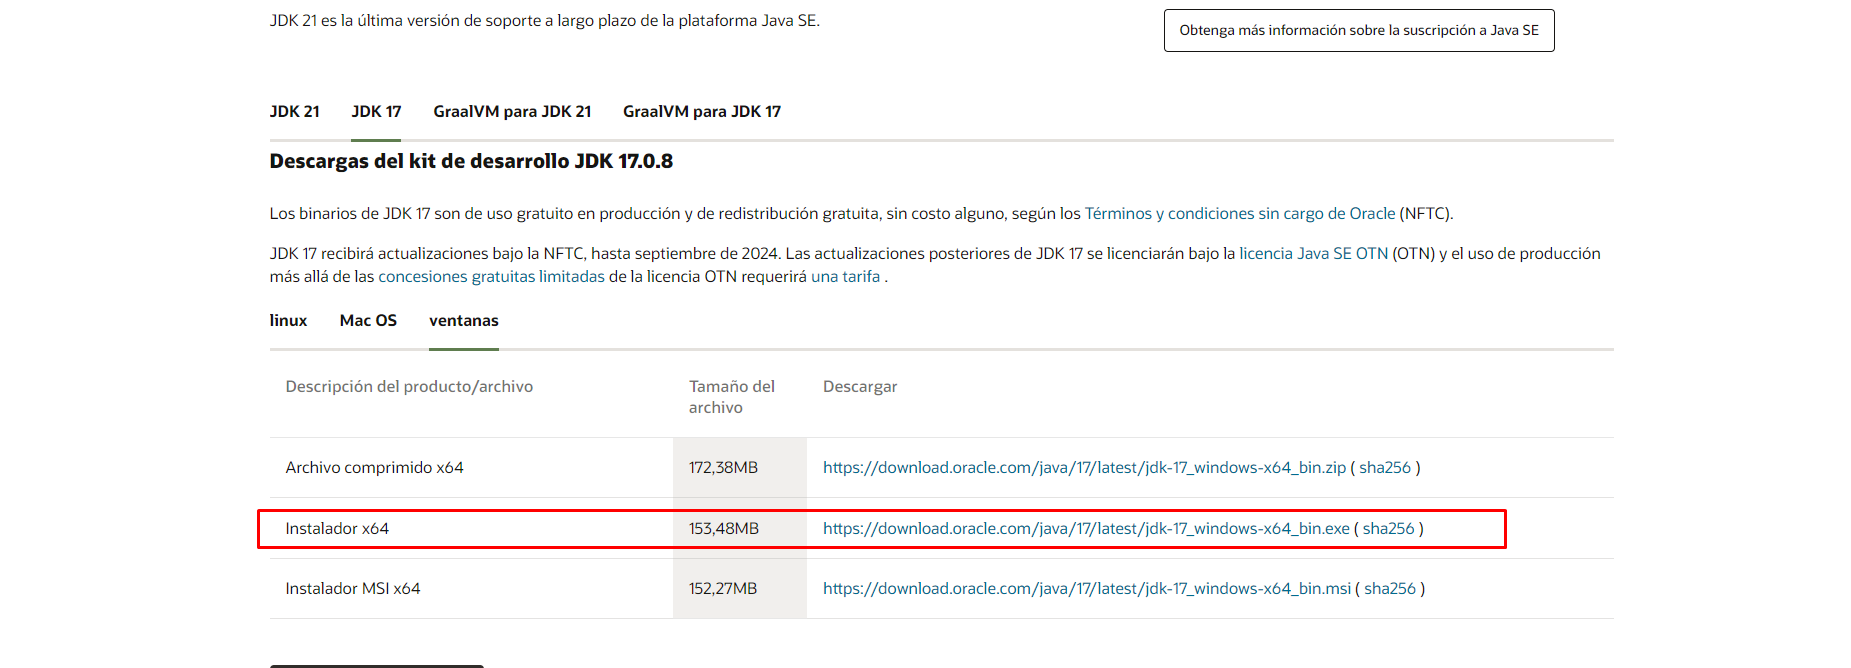 JDK 21 es la última versión de soporte a largo plazo de la plataforma Java SE.
Obtenga más información sobre la suscripción a Java SE
JDK 21 JDK 17 GraalVM para JDK 21 GraalVM para JDK 17
Descargas del kit de desarrollo JDK 17.0.8
Los binarios de JDK 17 son de uso gratuito en producción y de redistribución gratuita, sin costo alguno, según los Términos y condiciones sin cargo de Oracle (NFTC).
JDK 17 recibirá actualizaciones bajo la NFTC, hasta septiembre de 2024. Las actualizaciones posteriores de JDK 17 se licenciarán bajo la licencia Java SE OTN (OTN) y el uso de producción
más allá de las concesiones gratuitas limitadas de la licencia OTN requerirá una tarifa .
linux Mac OS ventanas
Descripción del producto/archivo Tamaño del archivo Descargar
Archivo comprimido x64 172,38MB https://download.oracle.com/java/17/latest/jdk-17_windows-x64_bin.zip ( sha256 )
Instalador x64 153,48MB https://download.oracle.com/java/17/latest/jdk-17_windows-x64_bin.exe ( sha256 )
Instalador MSI x64 152,27MB https://download.oracle.com/java/17/latest/jdk-17_windows-x64_bin.msi ( sha256 )